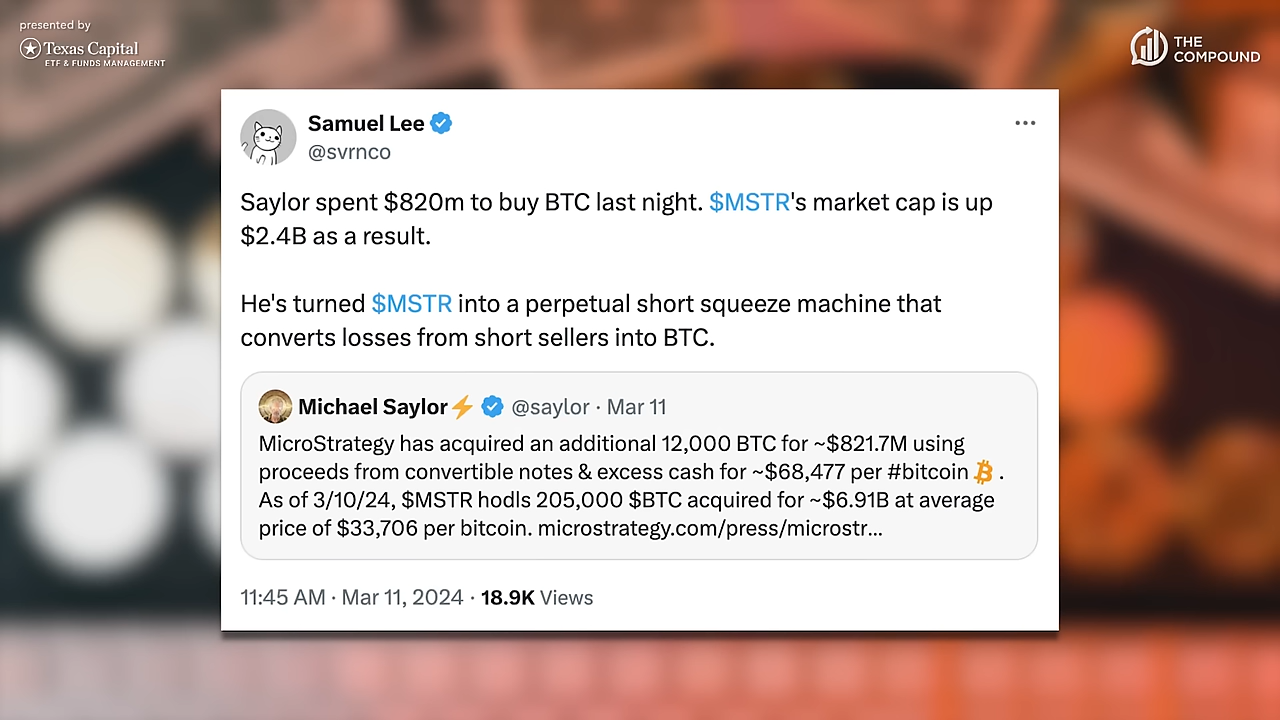 presented by
Texas Capital
ETF & FUNDS MANAGEMENT
THE
COMPOUND
Samuel Lee
@svrnco
Saylor spent $820m to buy BTC last night. $MSTR's market cap is up
$2.4B as a result.
He's turned $MSTR into a perpetual short squeeze machine that
converts losses from short sellers into BTC.
Michael Saylor⚡ @saylor · Mar 11
MicroStrategy has acquired an additional 12,000 BTC for ~$821.7M using
proceeds from convertible notes & excess cash for ~$68,477 per #bitcoin ₿ .
As of 3/10/24, $MSTR hodls 205,000 $BTC acquired for ~$6.91B at average
price of $33,706 per bitcoin. microstrategy.com/press/microstr...
11:45 AM · Mar 11, 2024 · 18.9K Views